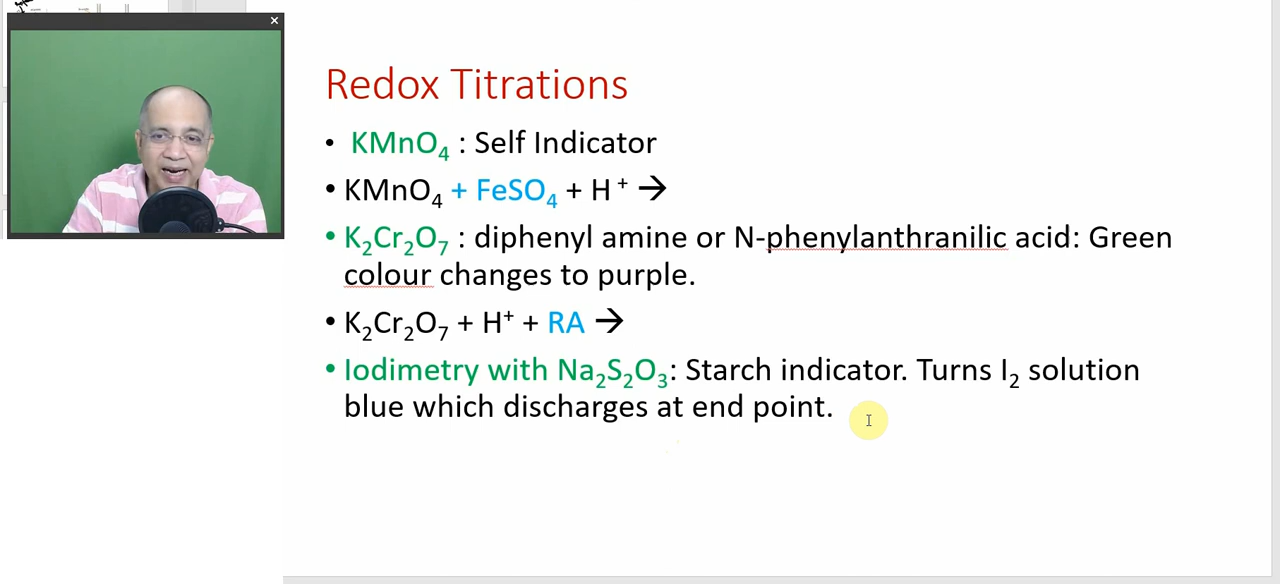 Redox Titrations
• KMnO₄ : Self Indicator
• KMnO₄ + FeSO₄ + H⁺ →
• K₂Cr₂O₇ : diphenyl amine or N-phenylanthranilic acid: Green
colour changes to purple.
• K₂Cr₂O₇ + H⁺ + RA →
• Iodimetry with Na₂S₂O₃: Starch indicator. Turns I₂ solution
blue which discharges at end point.